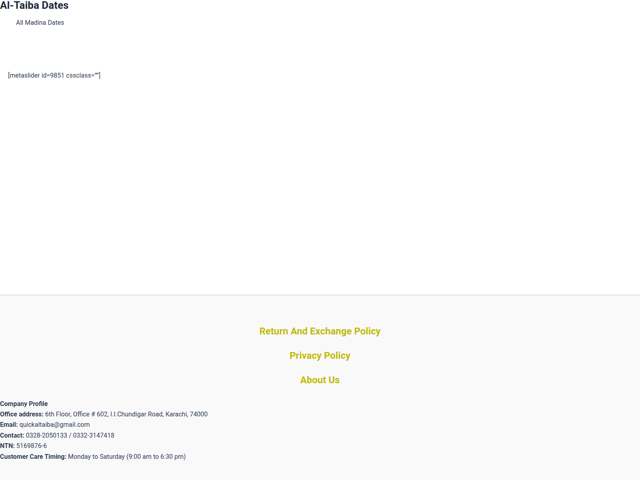 Al-Taiba Dates
All Madina Dates
[metaslider id=9851 cssclass=""]
Return And Exchange Policy
Privacy Policy
About Us
Company Profile
Office address: 6th Floor, Office # 602, I.I.Chundigar Road, Karachi, 74000
Email: quickaltaiba@gmail.com
Contact: 0328-2050133 / 0332-3147418
NTN: 5169876-6
Customer Care Timing: Monday to Saturday (9:00 am to 6:30 pm)